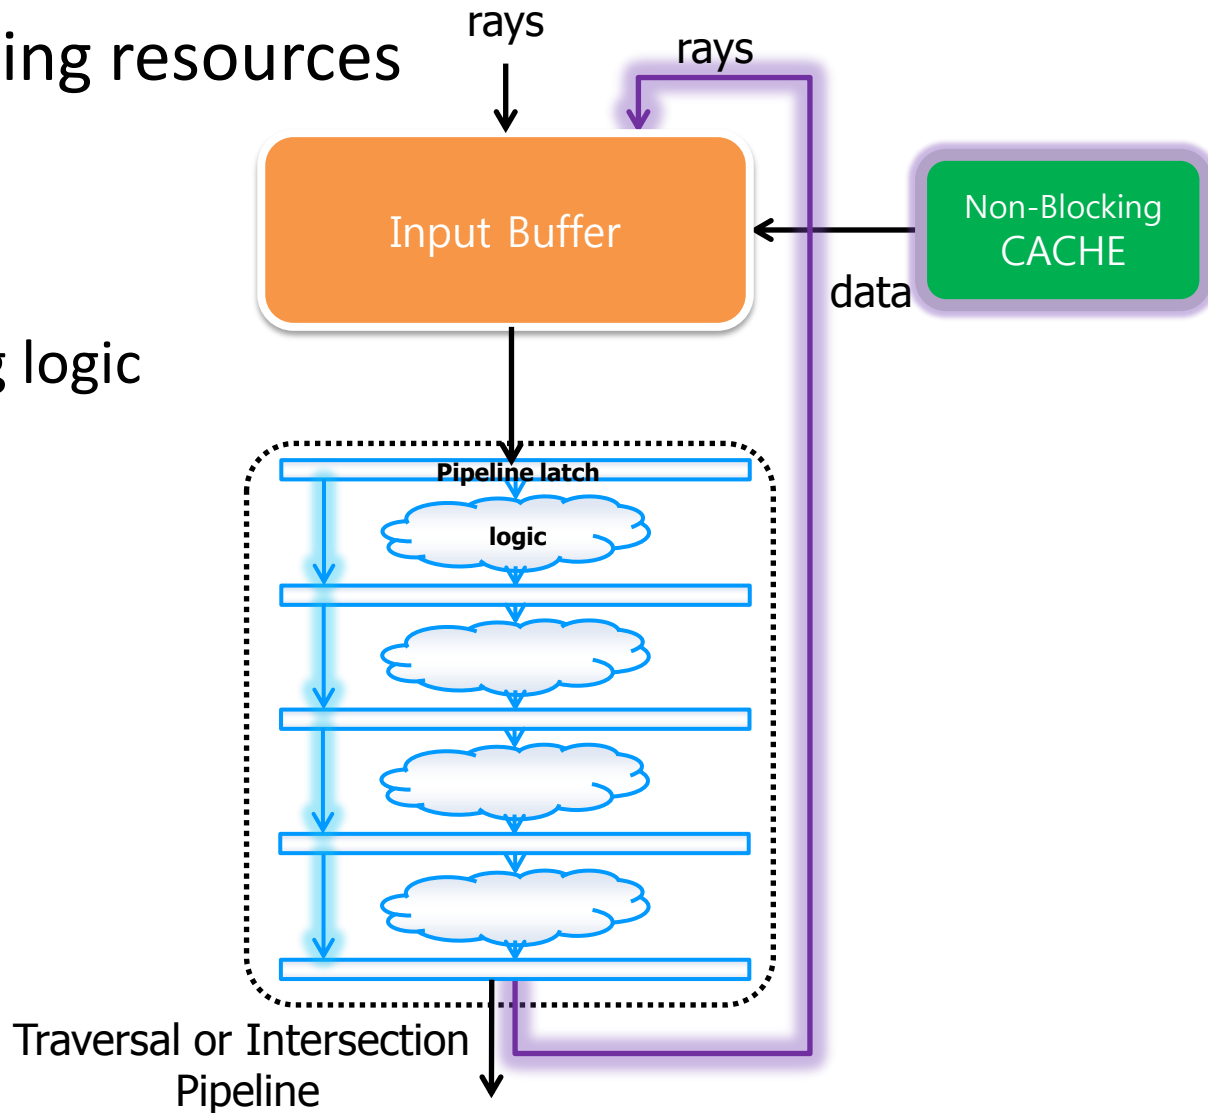 rays
ing resources
rays
Non-Blocking
CACHE
Input Buffer
data
logic
Pipeline latch
logic
Traversal or Intersection
Pipeline